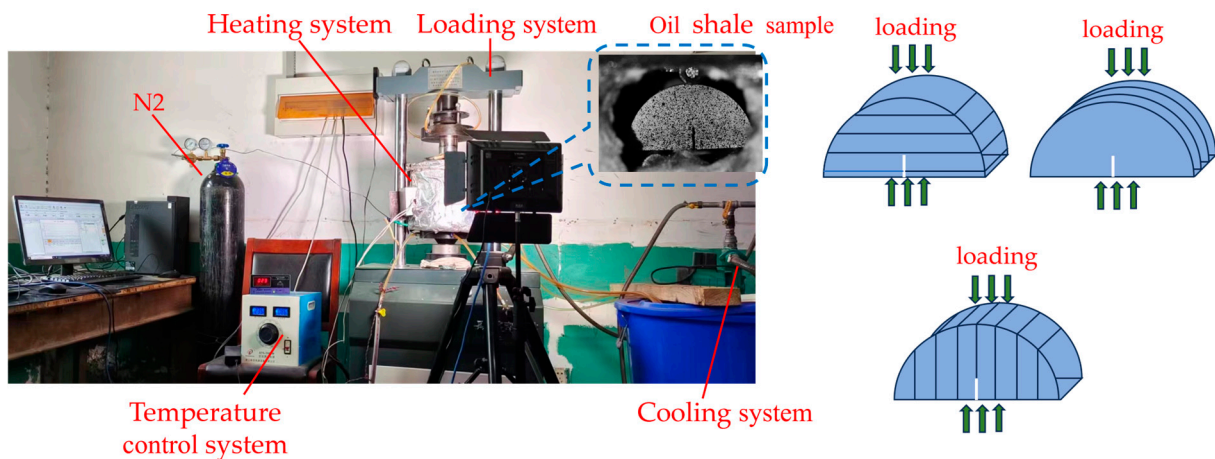 Heating system
Loading system
Oil shale sample
loading
loading
N2
loading
Temperature
control system
Cooling system